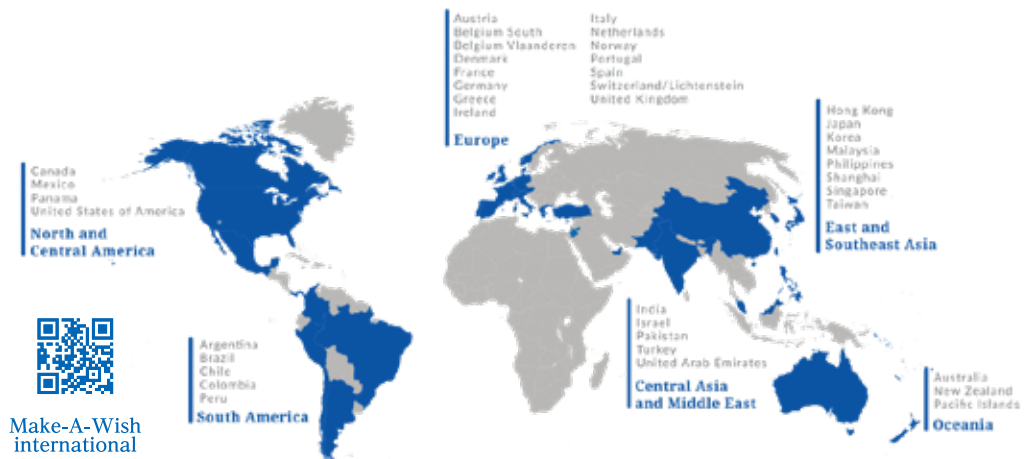 Austria
Belgium South
Belgium Vlaanderen
Denmark
France
Germany
Greece
Ireland
Italy
Netherlands
Norway
Portugal
Spain
Switzerland/Lichtenstein
United Kingdom
Europe
Canada
Mexico
Panama
United States of America
North and
Central America
Hong Kong
Japan
Korea
Malaysia
Philippines
Shanghai
Singapore
Taiwan
East and
Southeast Asia
Argentina
Brazil
Chile
Colombia
Peru
South America
India
Israel
Pakistan
Turkey
United Arab Emirates
Central Asia
and Middle East
Australia
New Zealand
Pacific Islands
Oceania
Make-A-Wish
international